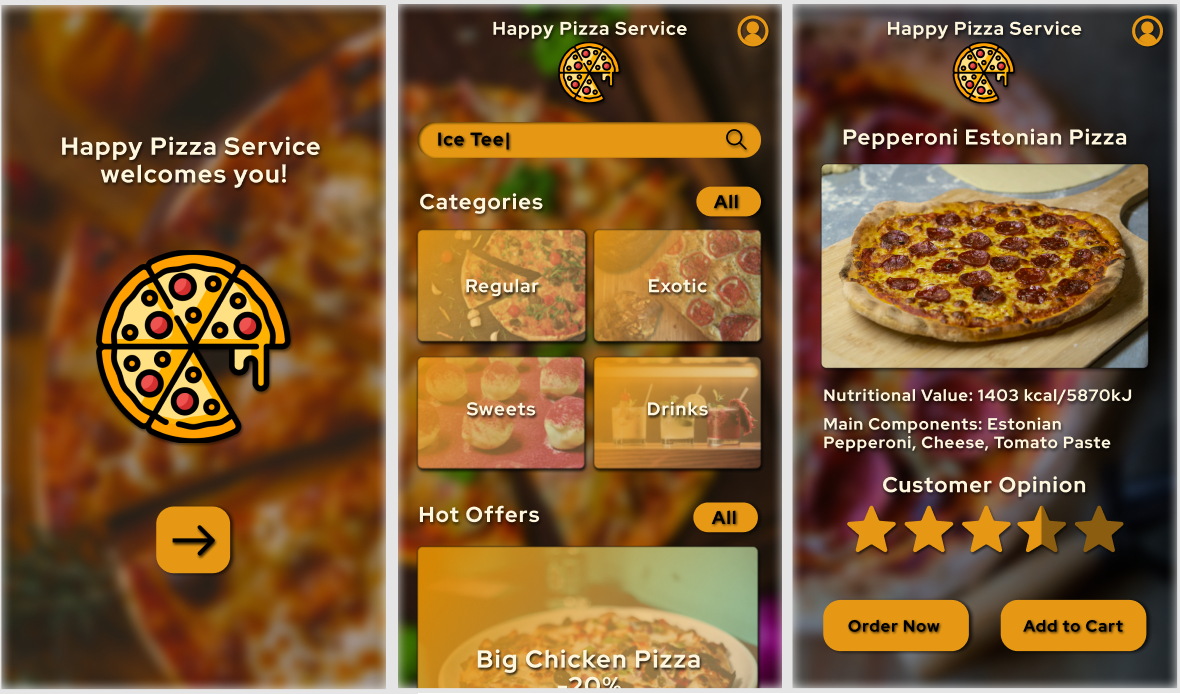 Happy Pizza Service
welcomes you!
Happy Pizza Service
Ice Tee|
Categories
All
Regular
Exotic
Sweets
Drinks
Hot Offers
All
Big Chicken Pizza
-20%
Happy Pizza Service
Pepperoni Estonian Pizza
Nutritional Value: 1403 kcal/5870kJ
Main Components: Estonian
Pepperoni, Cheese, Tomato Paste
Customer Opinion
Order Now
Add to Cart